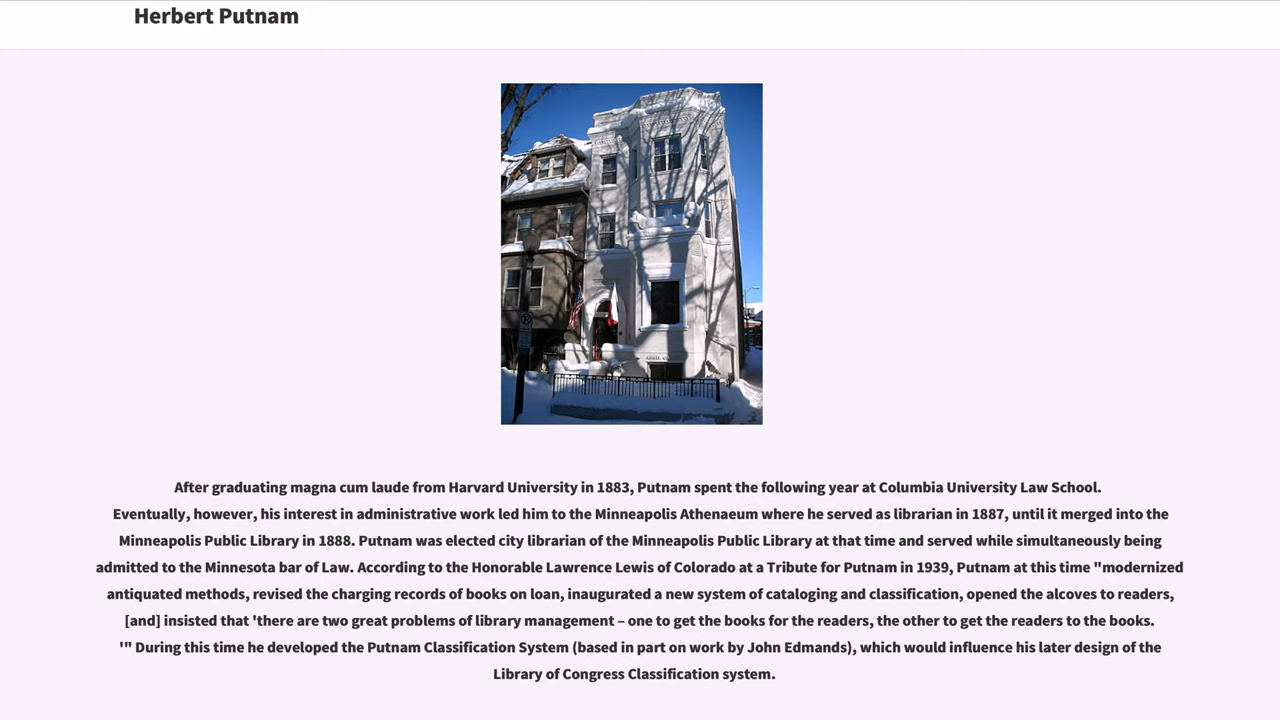 Herbert Putnam
After graduating magna cum laude from Harvard University in 1883, Putnam spent the following year at Columbia University Law School.
Eventually, however, his interest in administrative work led him to the Minneapolis Athenaeum where he served as librarian in 1887, until it merged into the
Minneapolis Public Library in 1888. Putnam was elected city librarian of the Minneapolis Public Library at that time and served while simultaneously being
admitted to the Minnesota bar of Law. According to the Honorable Lawrence Lewis of Colorado at a Tribute for Putnam in 1939, Putnam at this time "modernized
antiquated methods, revised the charging records of books on loan, inaugurated a new system of cataloging and classification, opened the alcoves to readers,
[and] insisted that 'there are two great problems of library management – one to get the books for the readers, the other to get the readers to the books.
'" During this time he developed the Putnam Classification System (based in part on work by John Edmands), which would influence his later design of the
Library of Congress Classification system.